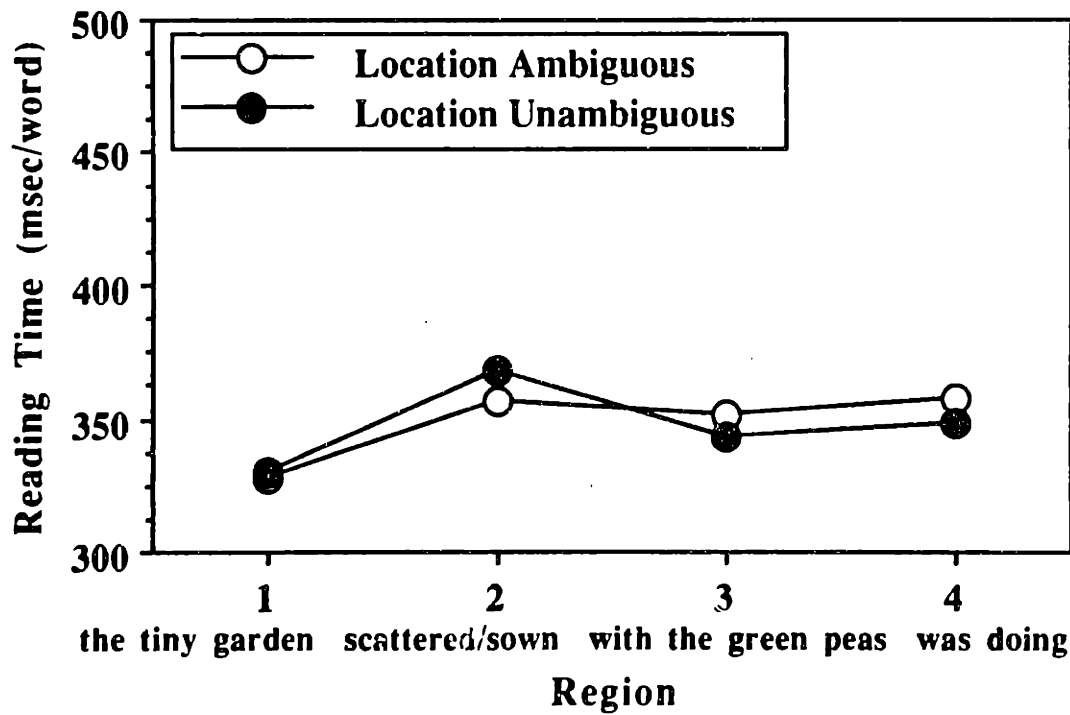 500
450
400
350
300
Reading Time (msec/word)
Location Ambiguous
Location Unambiguous
1 2 3 4
the tiny garden scattered/sown with the green peas was doing
Region